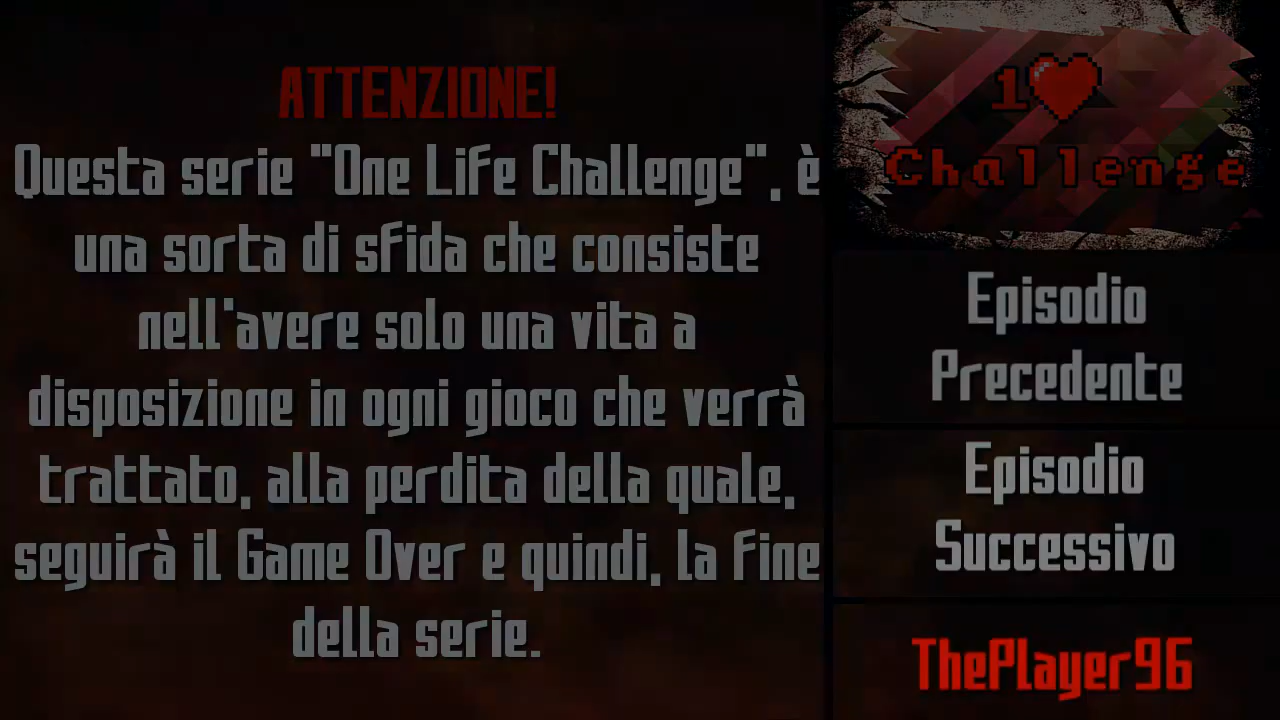 ATTENZIONE!
Questa serie "One Life Challenge", è
una sorta di sfida che consiste
nell'avere solo una vita a
disposizione in ogni gioco che verrà
trattato, alla perdita della quale,
seguirà il Game Over e quindi, la fine
della serie.
1
Challenge
Episodio
Precedente
Episodio
Successivo
ThePlayer96